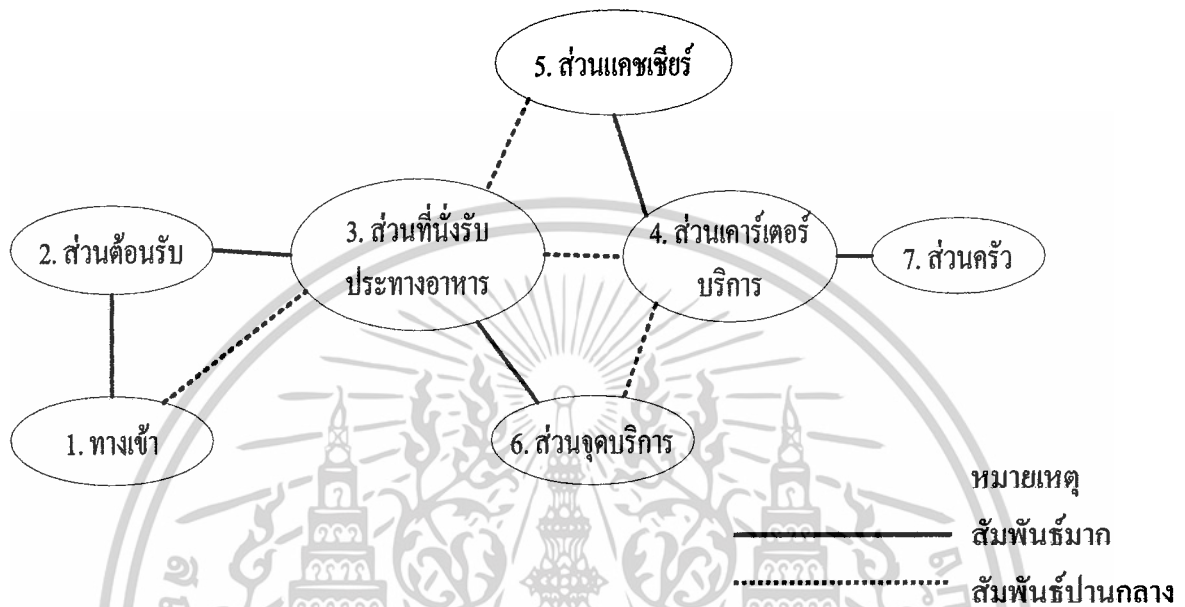 5. ส่วนแคชเชียร์
2. ส่วนต้อนรับ
3. ส่วนที่นั่งรับ
ประทางอาหาร
4. ส่วนเคาร์เตอร์
บริการ
7. ส่วนครัว
1. ทางเข้า
6. ส่วนจุดบริการ
หมายเหตุ
สัมพันธ์มาก
สัมพันธ์ปานกลาง